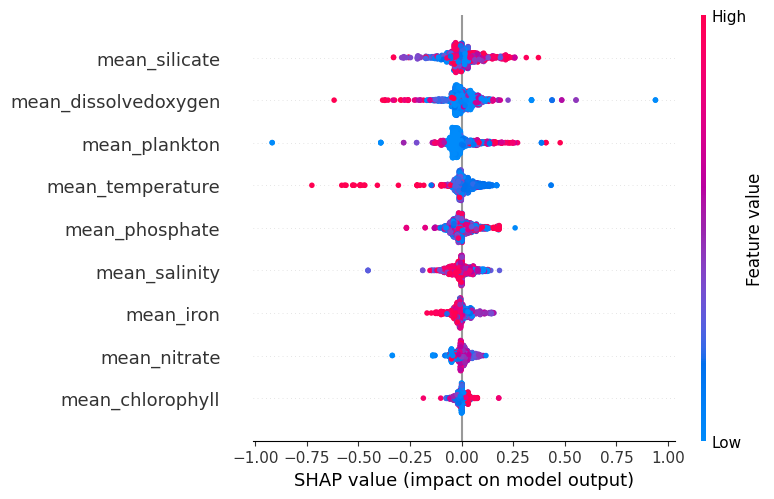 High
mean_silicate
mean_dissolvedoxygen
mean_plankton
mean_temperature
mean_phosphate
mean_salinity
mean_iron
mean_nitrate
mean_chlorophyll
Feature value
Low
−1.00 −0.75 −0.50 −0.25 0.00 0.25 0.50 0.75 1.00
SHAP value (impact on model output)